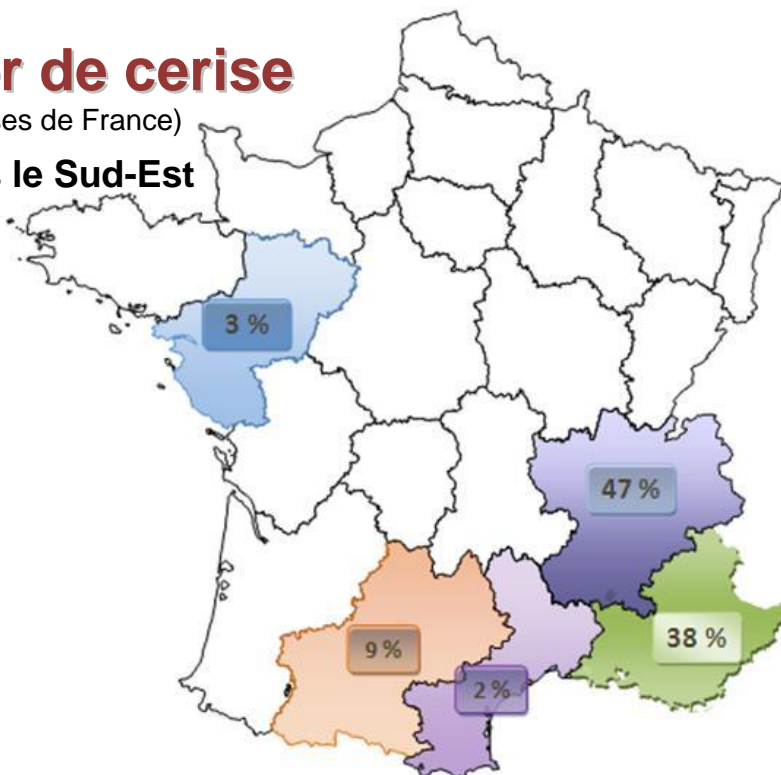 r de cerise
es de France)
le Sud-Est
3 %
47 %
38 %
9 %
2 %